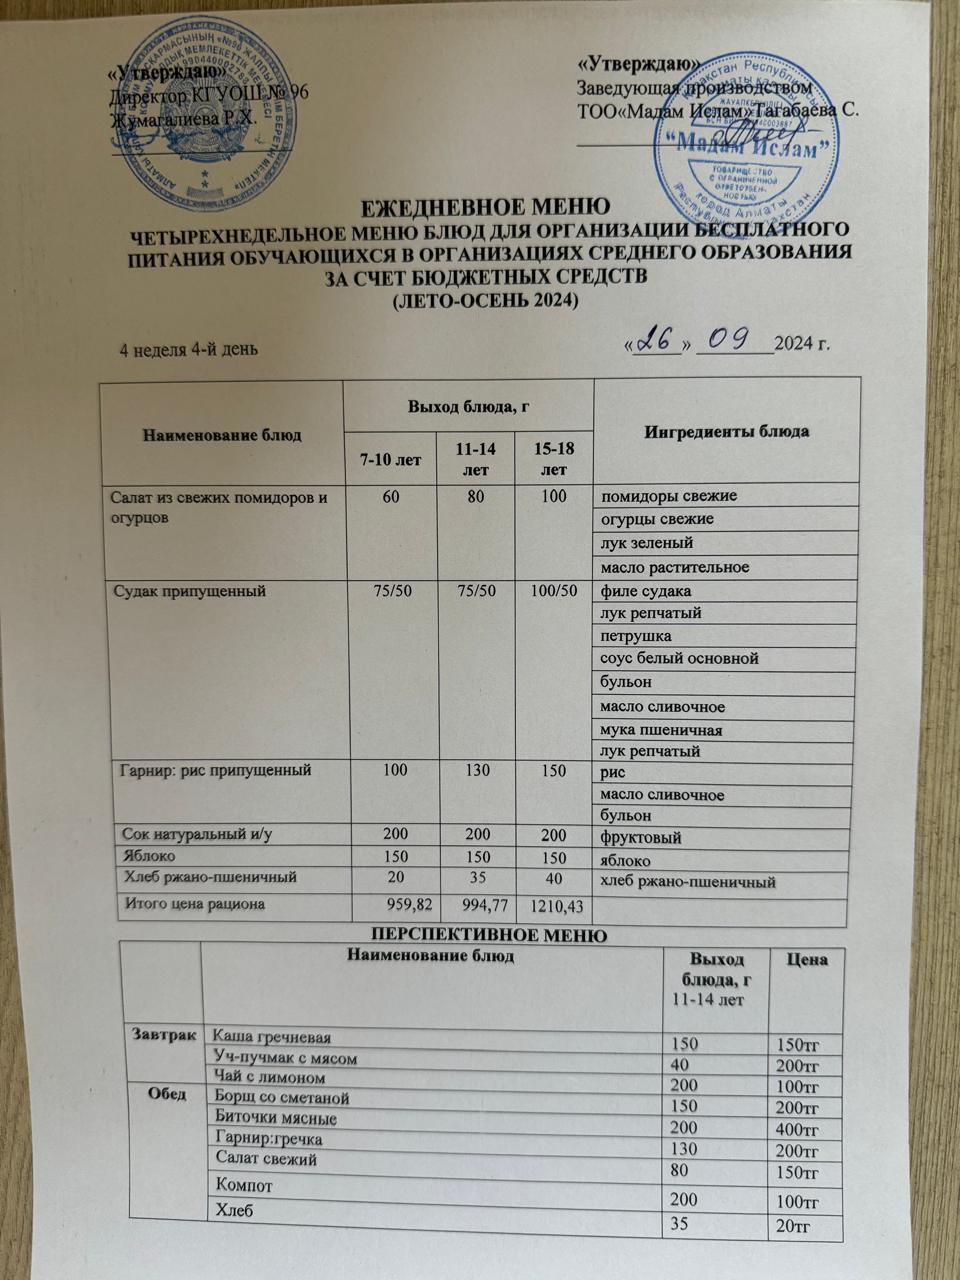 «Утверждаю»
Директор КГУОШ № 96
Жумагалиева Р.Х.
«Утверждаю»
Заведующая производством
ТОО«Мадам Ислам»Тагабаева С.
"Мадам Ислам"
ТОВАРИЩЕСТВО
С ОГРАНИЧЕННОЙ
ОТВЕТСТВЕН-
НОСТЬЮ
город Алматы
ЕЖЕДНЕВНОЕ МЕНЮ
ЧЕТЫРЕХНЕДЕЛЬНОЕ МЕНЮ БЛЮД ДЛЯ ОРГАНИЗАЦИИ БЕСПЛАТНОГО
ПИТАНИЯ ОБУЧАЮЩИХСЯ В ОРГАНИЗАЦИЯХ СРЕДНЕГО ОБРАЗОВАНИЯ
ЗА СЧЕТ БЮДЖЕТНЫХ СРЕДСТВ
(ЛЕТО-ОСЕНЬ 2024)
4 неделя 4-й день
«26» 09 2024 г.
Наименование блюд
Выход блюда, г
Ингредиенты блюда
7-10 лет
11-14 лет
15-18 лет
Салат из свежих помидоров и огурцов 60 80 100 помидоры свежие
огурцы свежие
лук зеленый
масло растительное
Судак припущенный 75/50 75/50 100/50 филе судака
лук репчатый
петрушка
соус белый основной
бульон
масло сливочное
мука пшеничная
лук репчатый
Гарнир: рис припущенный 100 130 150 рис
масло сливочное
бульон
Сок натуральный и/у 200 200 200 фруктовый
Яблоко 150 150 150 яблоко
Хлеб ржано-пшеничный 20 35 40 хлеб ржано-пшеничный
Итого цена рациона 959,82 994,77 1210,43
ПЕРСПЕКТИВНОЕ МЕНЮ
Наименование блюд
Выход блюда, г
11-14 лет
Цена
Завтрак Каша гречневая 150 150тг
Уч-пучмак с мясом 40 200тг
Чай с лимоном 200 100тг
Обед Борщ со сметаной 150 200тг
Биточки мясные 200 400тг
Гарнир:гречка 130 200тг
Салат свежий 80 150тг
Компот 200 100тг
Хлеб 35 20тг